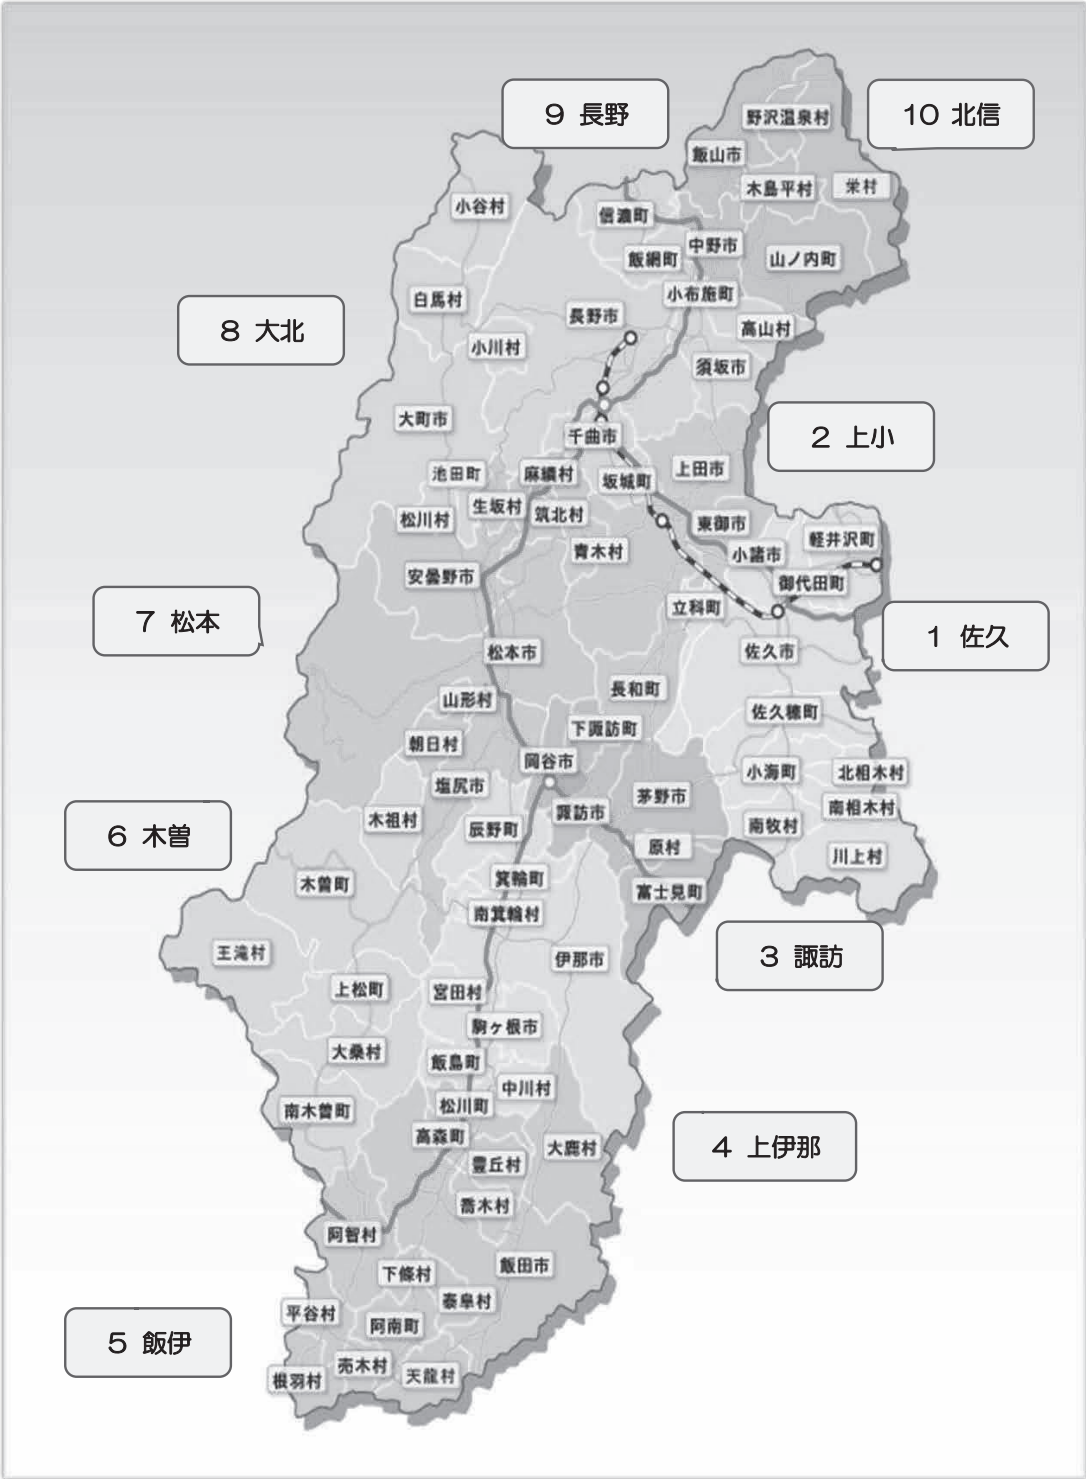 9 長野
10 北信
野沢温泉村
飯山市
木島平村
栄村
小谷村
信濃町
中野市
飯綱町
山ノ内町
小布施町
白馬村
長野市
高山村
8 大北
小川村
須坂市
大町市
千曲市
2 上小
池田町
麻績村
坂城町
上田市
生坂村
筑北村
松川村
東御市
軽井沢町
青木村
小諸市
安曇野市
御代田町
立科町
7 松本
1 佐久
松本市
佐久市
長和町
山形村
佐久穂町
下諏訪町
朝日村
岡谷市
小海町
北相木村
塩尻市
茅野市
南相木村
木祖村
辰野町
諏訪市
南牧村
6 木曽
原村
川上村
木曽町
箕輪町
富士見町
南箕輪村
王滝村
伊那市
3 諏訪
上松町
宮田村
駒ヶ根市
大桑村
飯島町
中川村
南木曽町
松川町
高森町
大鹿村
4 上伊那
豊丘村
喬木村
阿智村
下條村
飯田市
泰阜村
平谷村
阿南町
5 飯伊
売木村
天龍村
根羽村